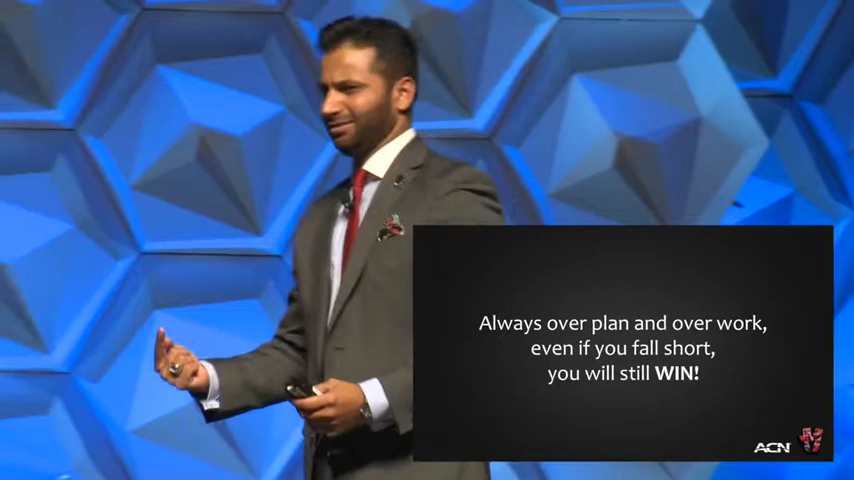 Always over plan and over work,
even if you fall short,
you will still WIN!
ACN